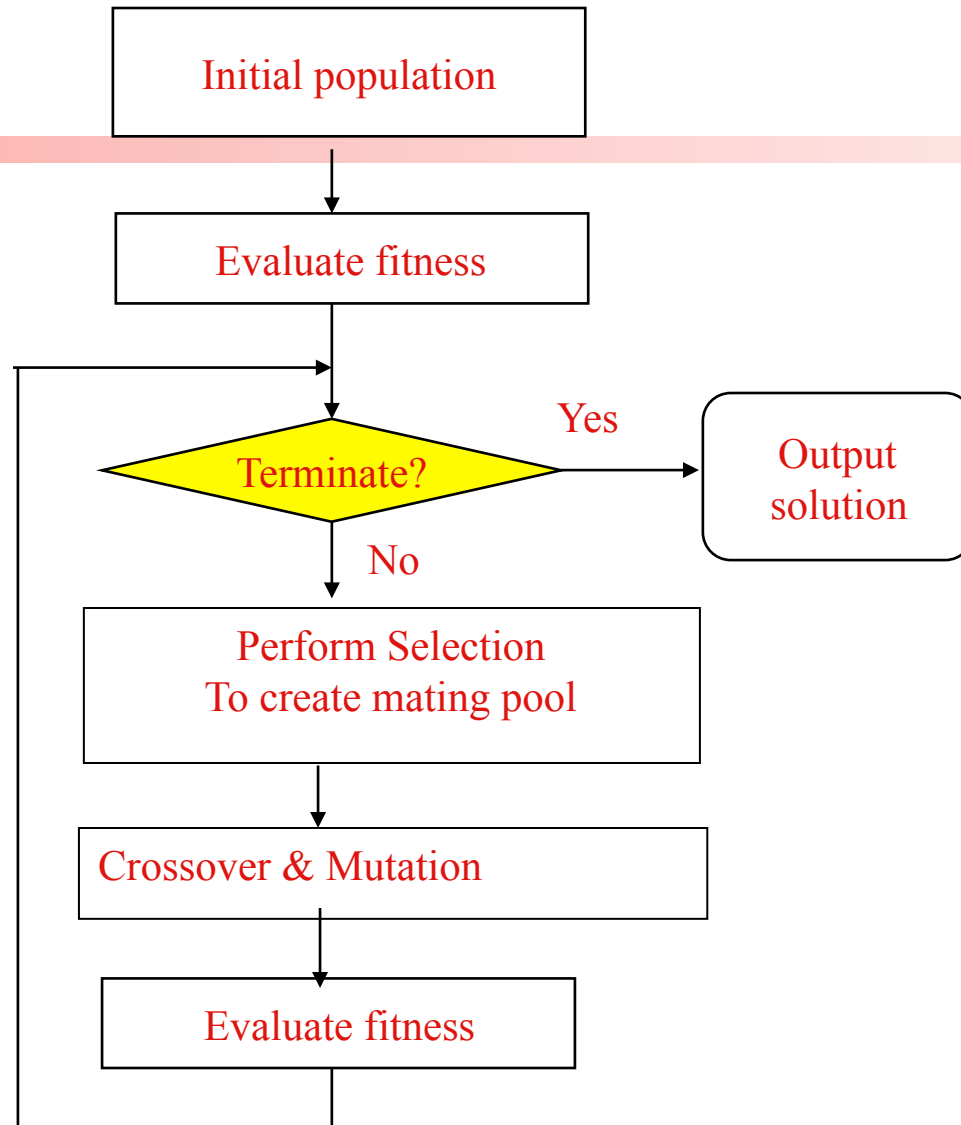 Initial population
Evaluate fitness
Terminate?
Yes
Output
solution
No
Perform Selection
To create mating pool
Crossover & Mutation
Evaluate fitness